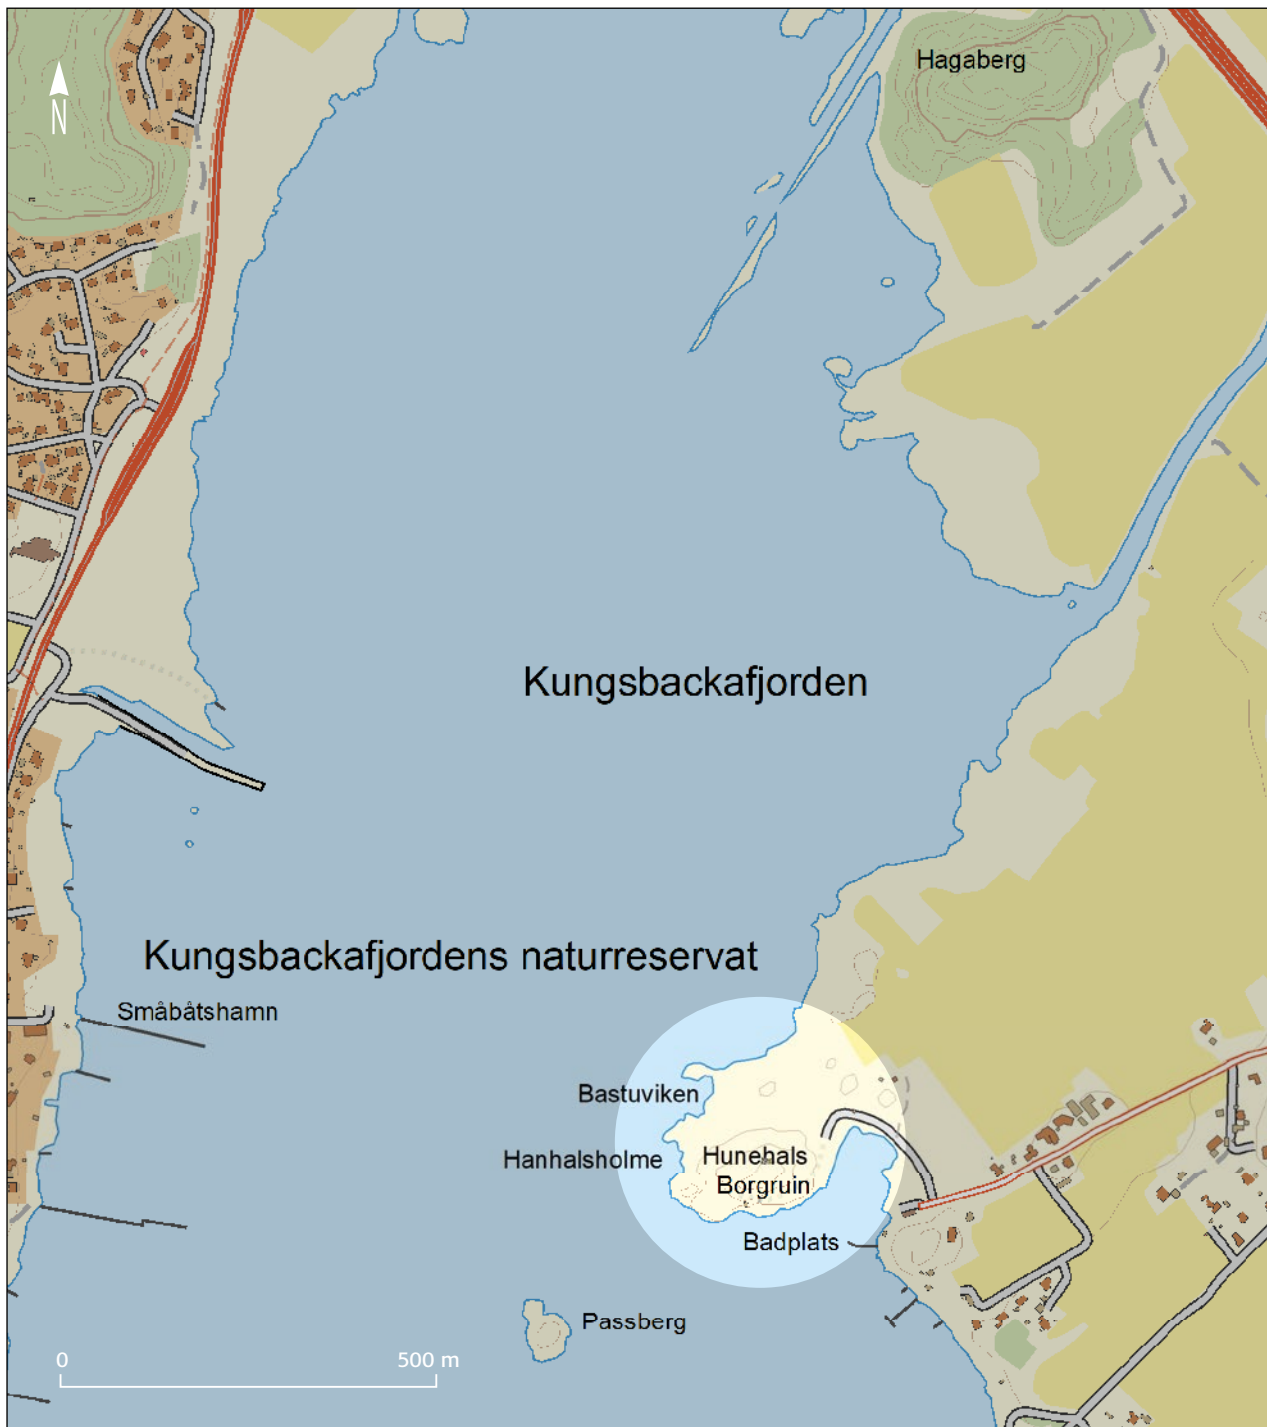 Hagaberg
N
Kungsbackafjorden
Kungsbackafjordens naturreservat
Småbåtshamn
Bastuviken
Hanhalsholme
Hunehals
Borgruin
Badplats
Passberg
0 500 m